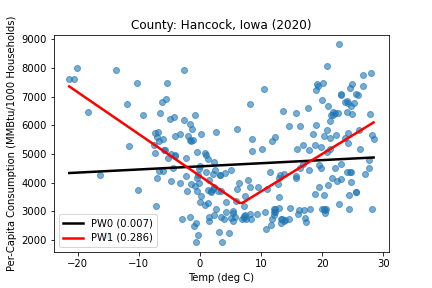 County: Hancock, Iowa (2020)
Per-Capita Consumption (MMBtu/1000 Households)
9000
8000
7000
6000
5000
4000
3000
2000
PW0 (0.007)
PW1 (0.286)
−20 −10 0 10 20 30
Temp (deg C)